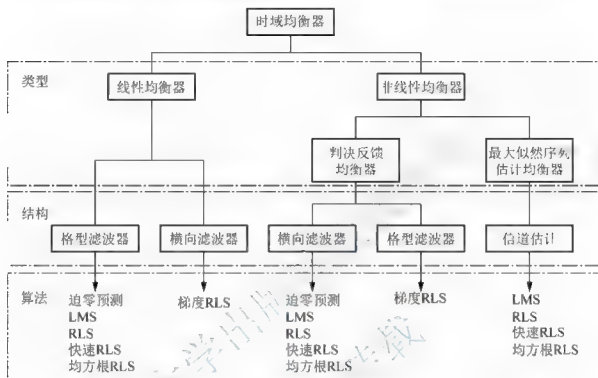 时域均衡器
类型
线性均衡器
非线性均衡器
判决反馈
均衡器
最大似然序列
估计均衡器
结构
格型滤波器
横向滤波器
横向滤波器
格型滤波器
信道估计
算法
迫零预测
LMS
RLS
快速RLS
均方根RLS
梯度RLS
迫零预测
LMS
RLS
快速RLS
均方根RLS
梯度RLS
LMS
RLS
快速RLS
均方根RLS